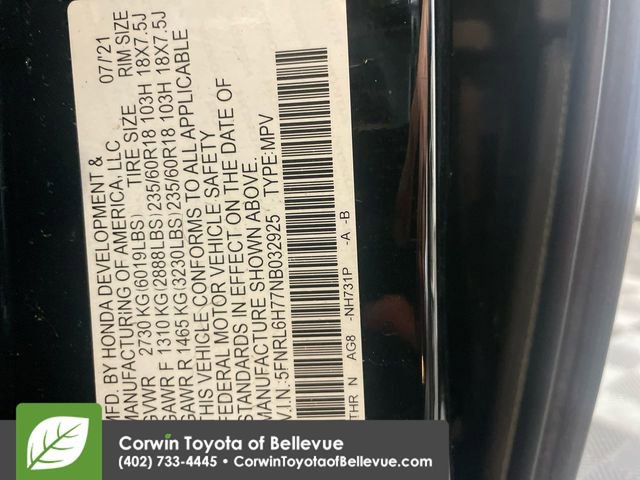 MFD. BY HONDA DEVELOPMENT & 07/'21
MANUFACTURING OF AMERICA, LLC
GVWR 2730 KG(6019LBS) TIRE SIZE RIM SIZE
GAWR F 1310 KG(2888LBS)235/60R18 103H 18X7.5J
GAWR R 1465 KG(3230LBS)235/60R18 103H 18X7.5J
THIS VEHICLE CONFORMS TO ALL APPLICABLE
FEDERAL MOTOR VEHICLE SAFETY
STANDARDS IN EFFECT ON THE DATE OF
MANUFACTURE SHOWN ABOVE.
V.I.N.:5FNRL6H77NB032925 TYPE:MPV
THR N AG8 -NH731P -A -B
Corwin Toyota of Bellevue
(402) 733-4445 • CorwinToyotaofBellevue.com